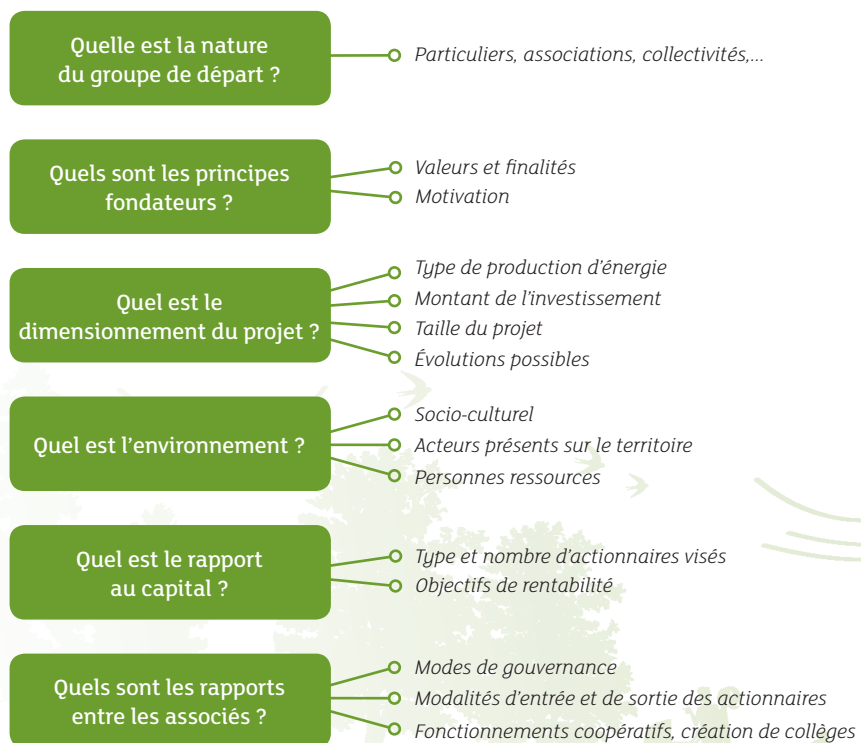 Quelle est la nature
du groupe de départ ?
Particuliers, associations, collectivités,...
Quels sont les principes
fondateurs ?
Valeurs et finalités
Motivation
Quel est le
dimensionnement du projet ?
Type de production d'énergie
Montant de l'investissement
Taille du projet
Évolutions possibles
Quel est l'environnement ?
Socio-culturel
Acteurs présents sur le territoire
Personnes ressources
Quel est le rapport
au capital ?
Type et nombre d'actionnaires visés
Objectifs de rentabilité
Quels sont les rapports
entre les associés ?
Modes de gouvernance
Modalités d'entrée et de sortie des actionnaires
Fonctionnements coopératifs, création de collèges